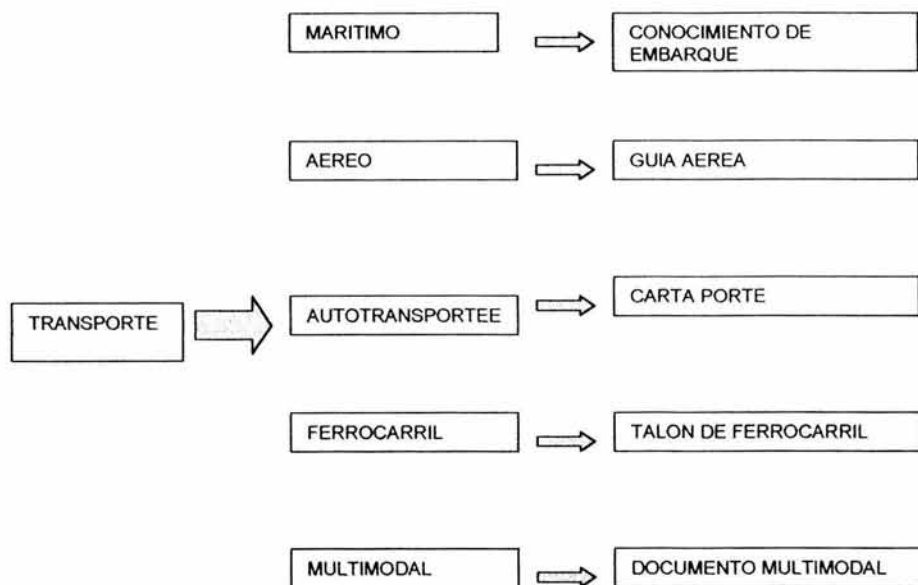 MARITIMO
CONOCIMIENTO DE
EMBARQUE
AEREO
GUIA AEREA
TRANSPORTE
AUTOTRANSPORTEE
CARTA PORTE
FERROCARRIL
TALON DE FERROCARRIL
MULTIMODAL
DOCUMENTO MULTIMODAL